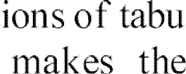 ions of tabu
makes the